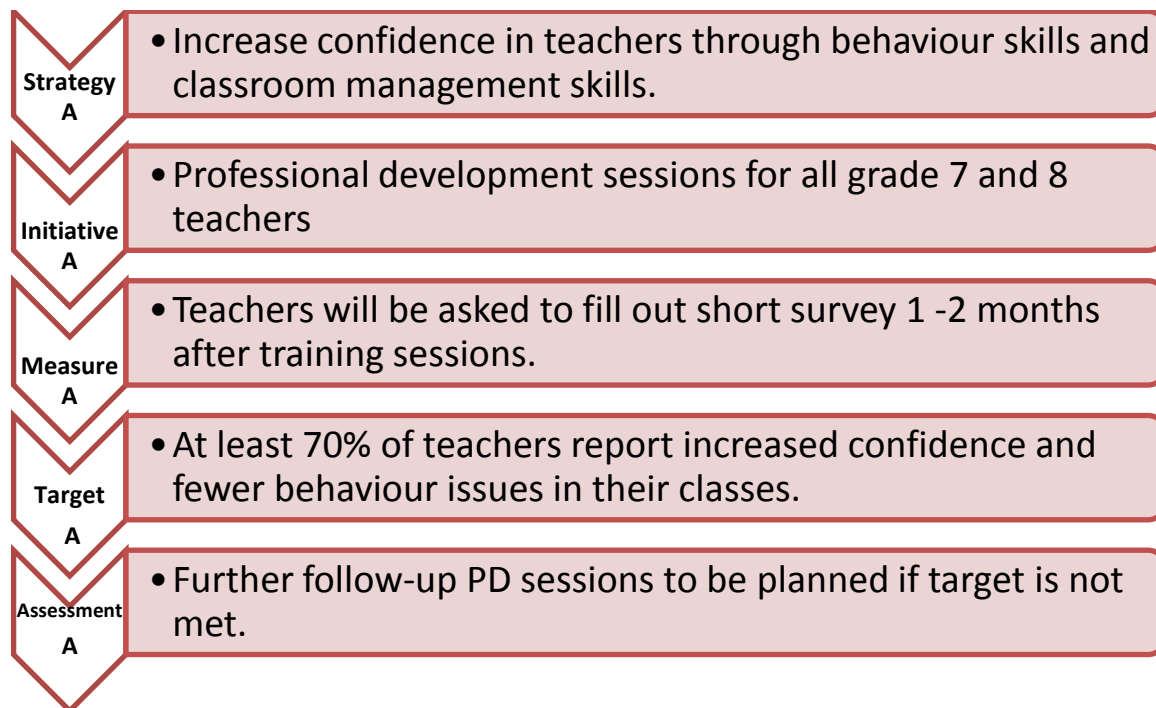 Strategy
A
• Increase confidence in teachers through behaviour skills and
classroom management skills.
Initiative
A
• Professional development sessions for all grade 7 and 8
teachers
Measure
A
• Teachers will be asked to fill out short survey 1 -2 months
after training sessions.
Target
A
• At least 70% of teachers report increased confidence and
fewer behaviour issues in their classes.
Assessment
A
• Further follow-up PD sessions to be planned if target is not
met.